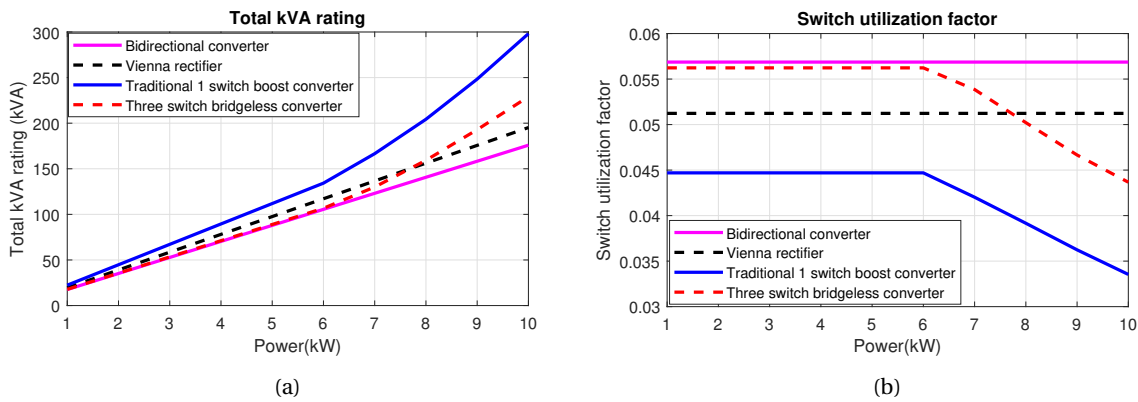 Total kVA rating
300
250
200
150
100
50
0
Total kVA rating (kVA)
Bidirectional converter
Vienna rectifier
Traditional 1 switch boost converter
Three switch bridgeless converter
1 2 3 4 5 6 7 8 9 10
Power(kW)
(a)
Switch utilization factor
0.06
0.055
0.05
0.045
0.04
0.035
0.03
Switch utilization factor
Bidirectional converter
Vienna rectifier
Traditional 1 switch boost converter
Three switch bridgeless converter
1 2 3 4 5 6 7 8 9 10
Power(kW)
(b)